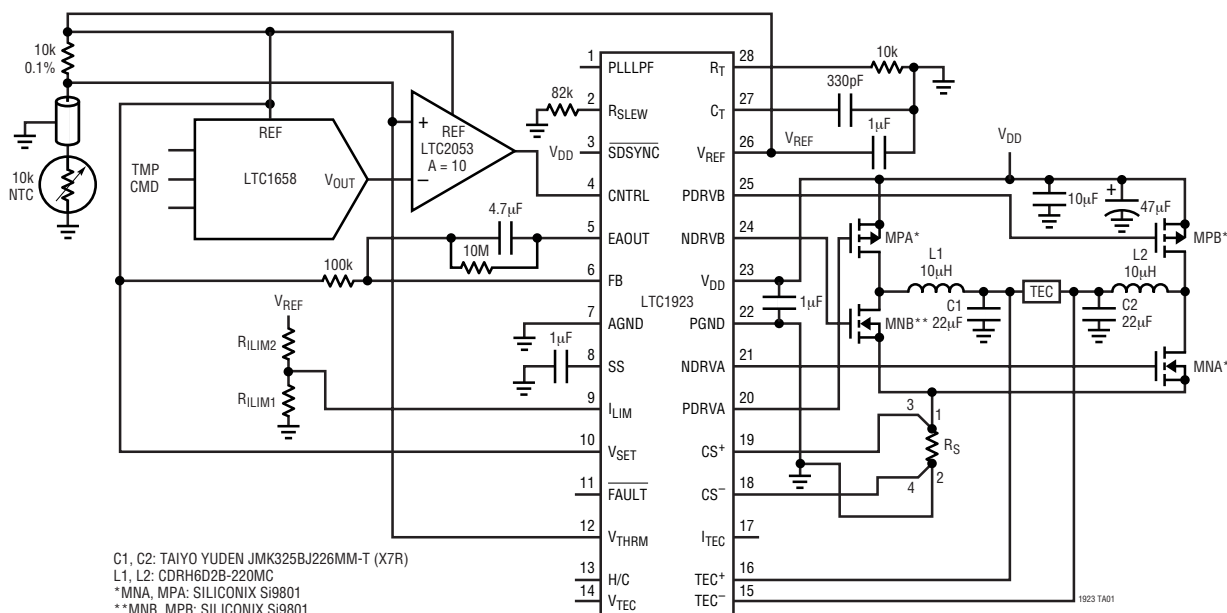 10k
0.1%
10k
NTC
TMP
CMD
REF
LTC1658
VOUT
+
REF
LTC2053
A = 10
−
82k
VDD
4.7µF
10M
100k
VREF
RILIM2
RILIM1
1µF
LTC1923
1 PLLLPF
2 RSLEW
3 SDSYNC
4 CNTRL
5 EAOUT
6 FB
7 AGND
8 SS
9 ILIM
10 VSET
11 FAULT
12 VTHRM
13 H/C
14 VTEC
RT 28
CT 27
VREF 26
PDRVB 25
NDRVB 24
VDD 23
PGND 22
NDRVA 21
PDRVA 20
CS+ 19
CS− 18
ITEC 17
TEC+ 16
TEC− 15
10k
330pF
1µF
VREF
VDD
10µF
+
47µF
MPA*
MPB*
L1
10µH
L2
10µH
TEC
1µF
MNB**
C1
22µF
C2
22µF
MNA*
3
1
RS
4
2
C1, C2: TAIYO YUDEN JMK325BJ226MM-T (X7R)
L1, L2: CDRH6D2B-220MC
*MNA, MPA: SILICONIX Si9801
**MNB, MPB: SILICONIX Si9801
1923 TA01